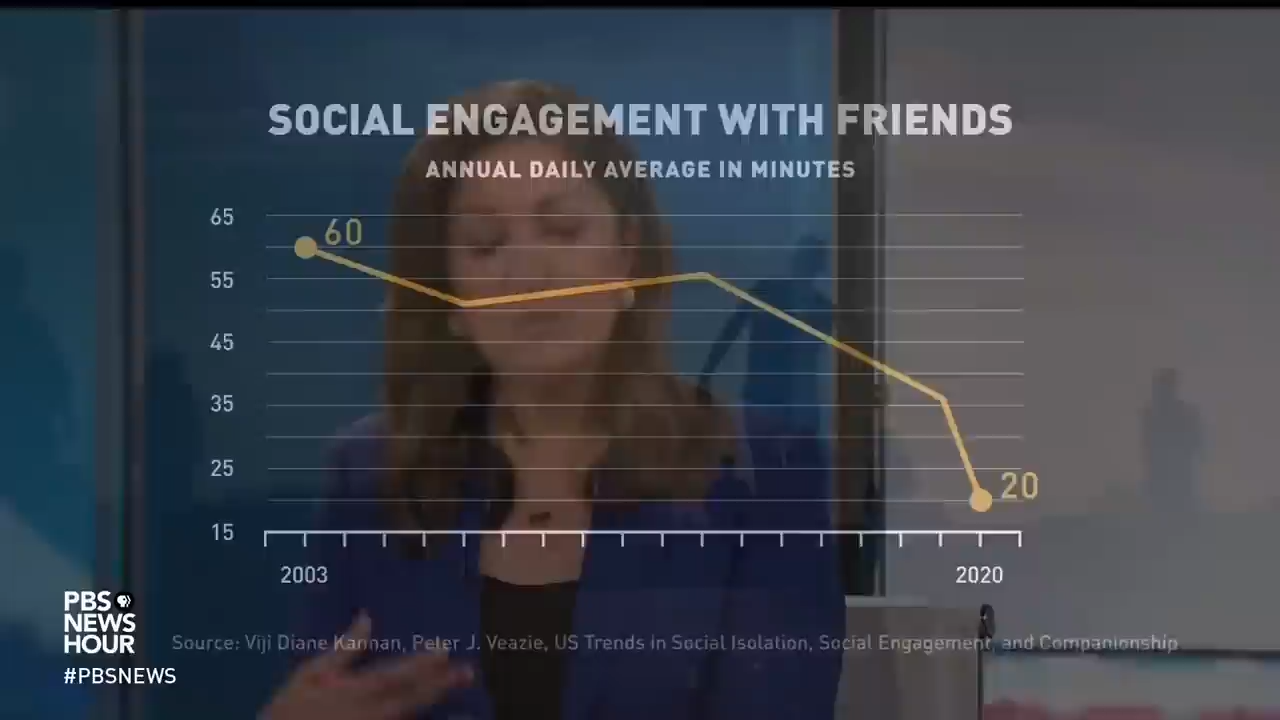 SOCIAL ENGAGEMENT WITH FRIENDS
ANNUAL DAILY AVERAGE IN MINUTES
65
60
55
45
35
25
20
15
2003
2020
PBS
NEWS
HOUR
Source: Viji Diane Kannan, Peter J. Veazie, US Trends in Social Isolation, Social Engagement, and Companionship
#PBSNEWS